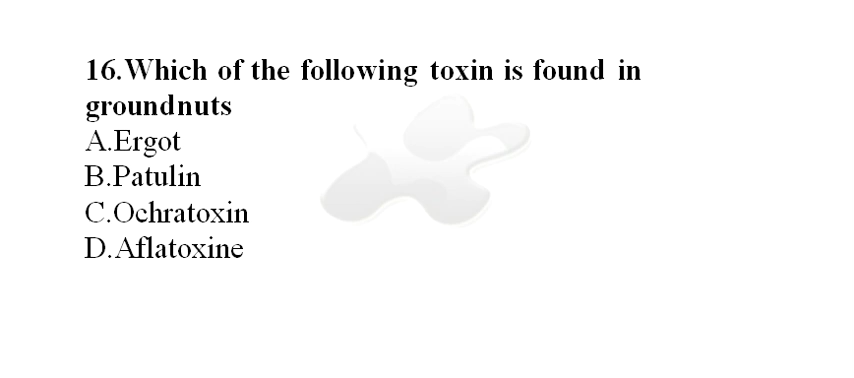 16.Which of the following toxin is found in
groundnuts
A.Ergot
B.Patulin
C.Ochratoxin
D.Aflatoxine